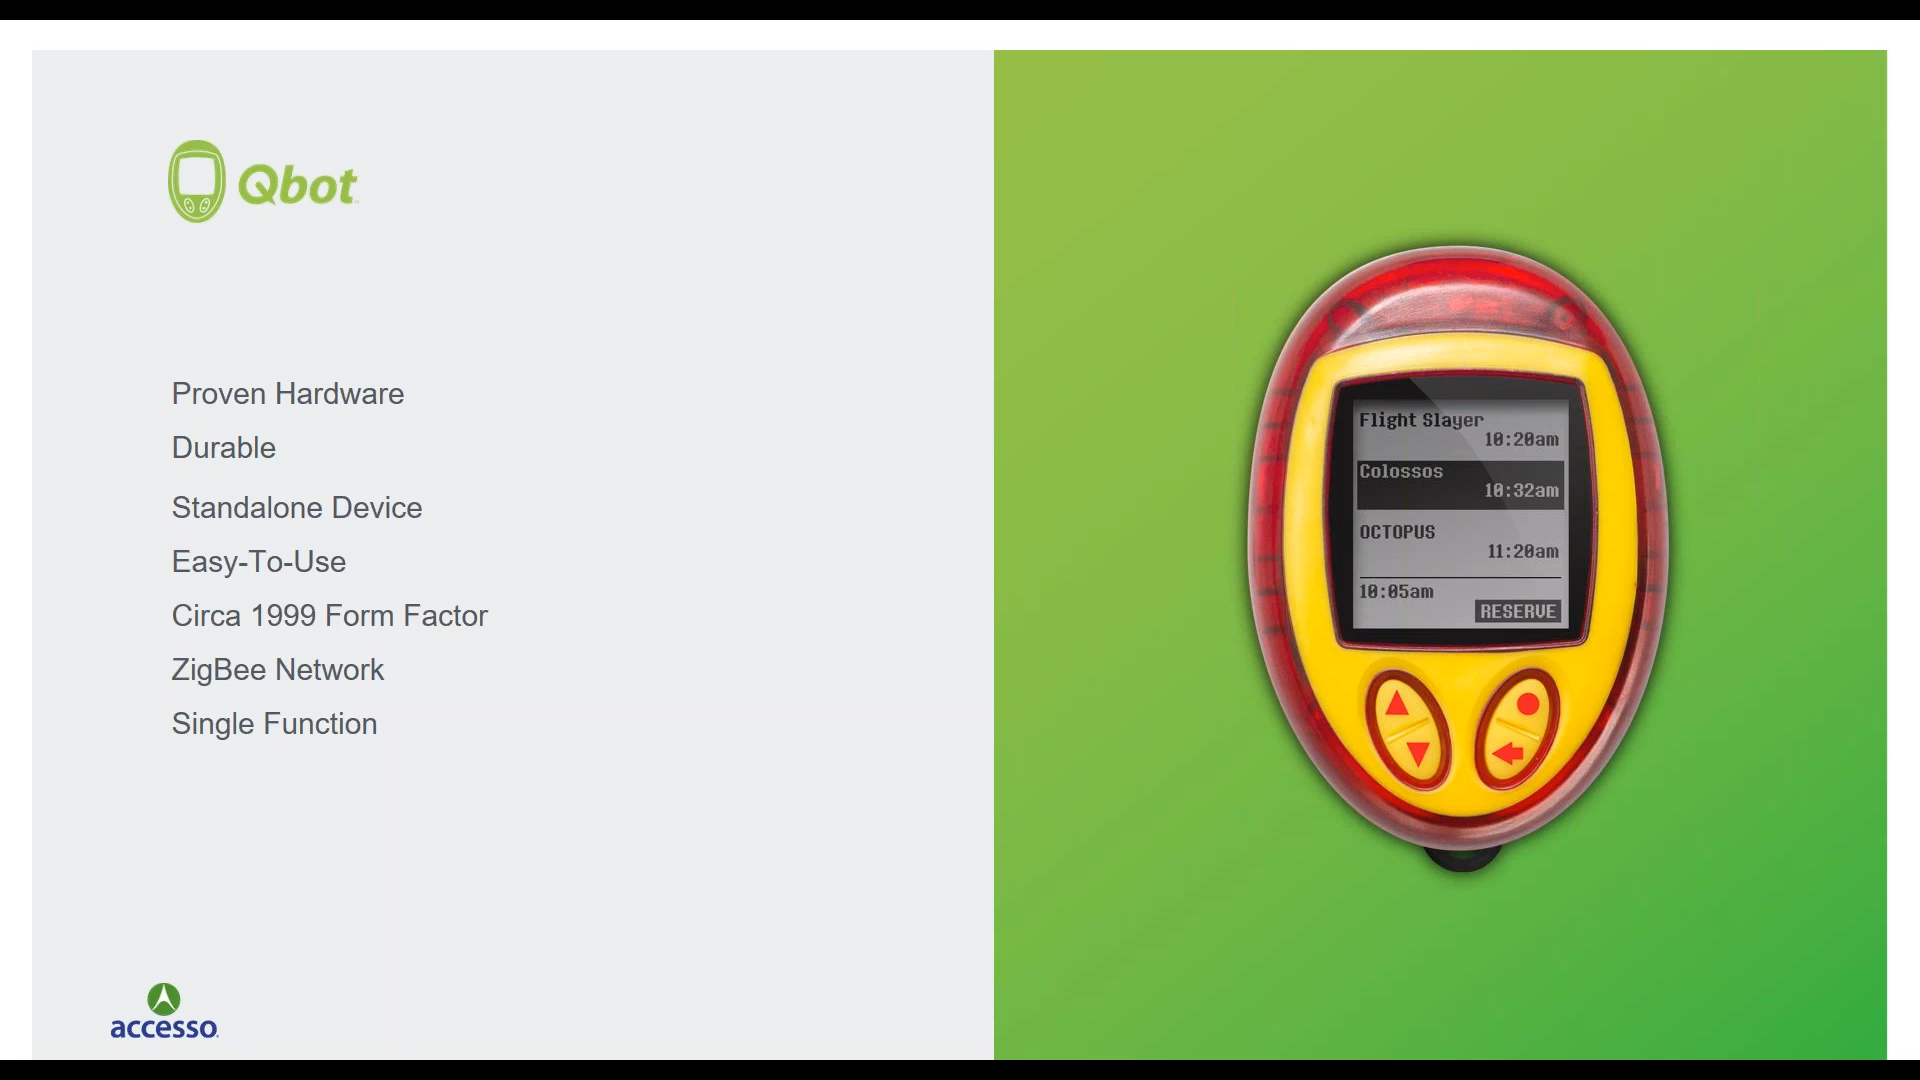 Qbot
Proven Hardware
Durable
Standalone Device
Easy-To-Use
Circa 1999 Form Factor
ZigBee Network
Single Function
accesso
Flight Slayer
10:20am
Colossos
10:32am
OCTOPUS
11:20am
10:05am
RESERVE